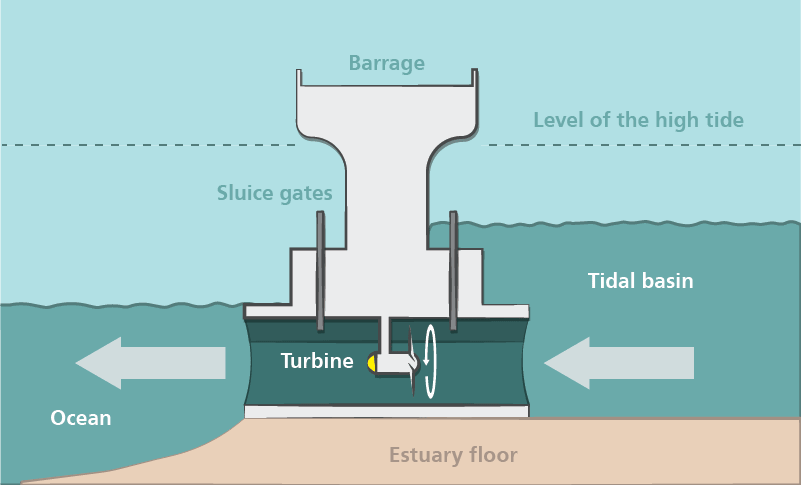 Barrage
Level of the high tide
Sluice gates
Tidal basin
Turbine
Ocean
Estuary floor